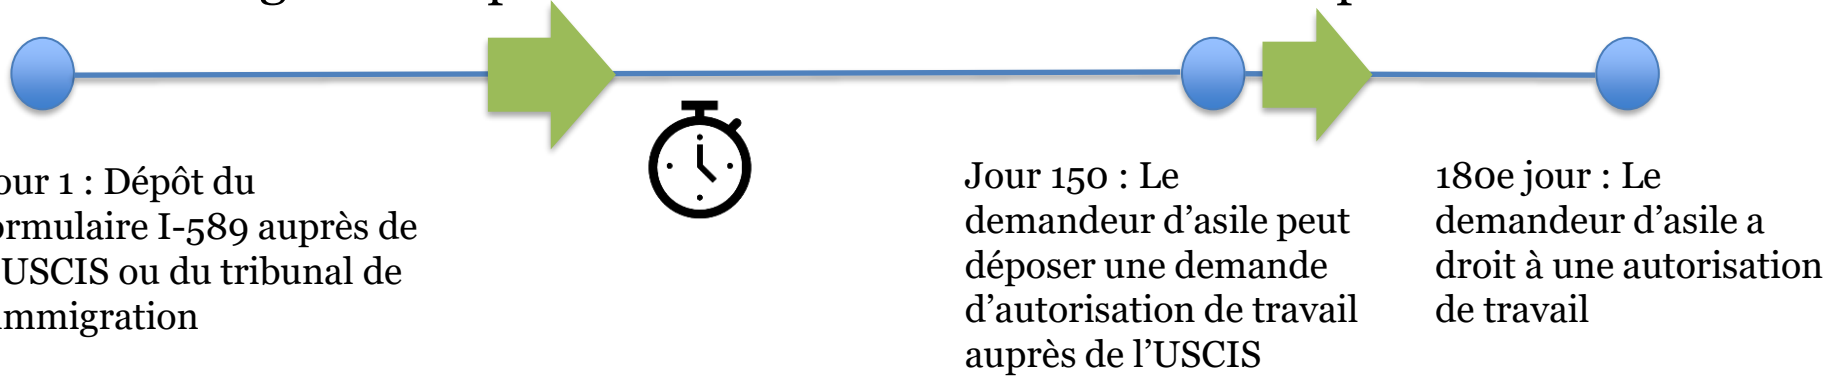 our 1 : Dépôt du
ormulaire I-589 auprès de
USCIS ou du tribunal de
immigration
Jour 150 : Le
demandeur d’asile peut
déposer une demande
d’autorisation de travail
auprès de l’USCIS
180e jour : Le
demandeur d’asile a
droit à une autorisation
de travail